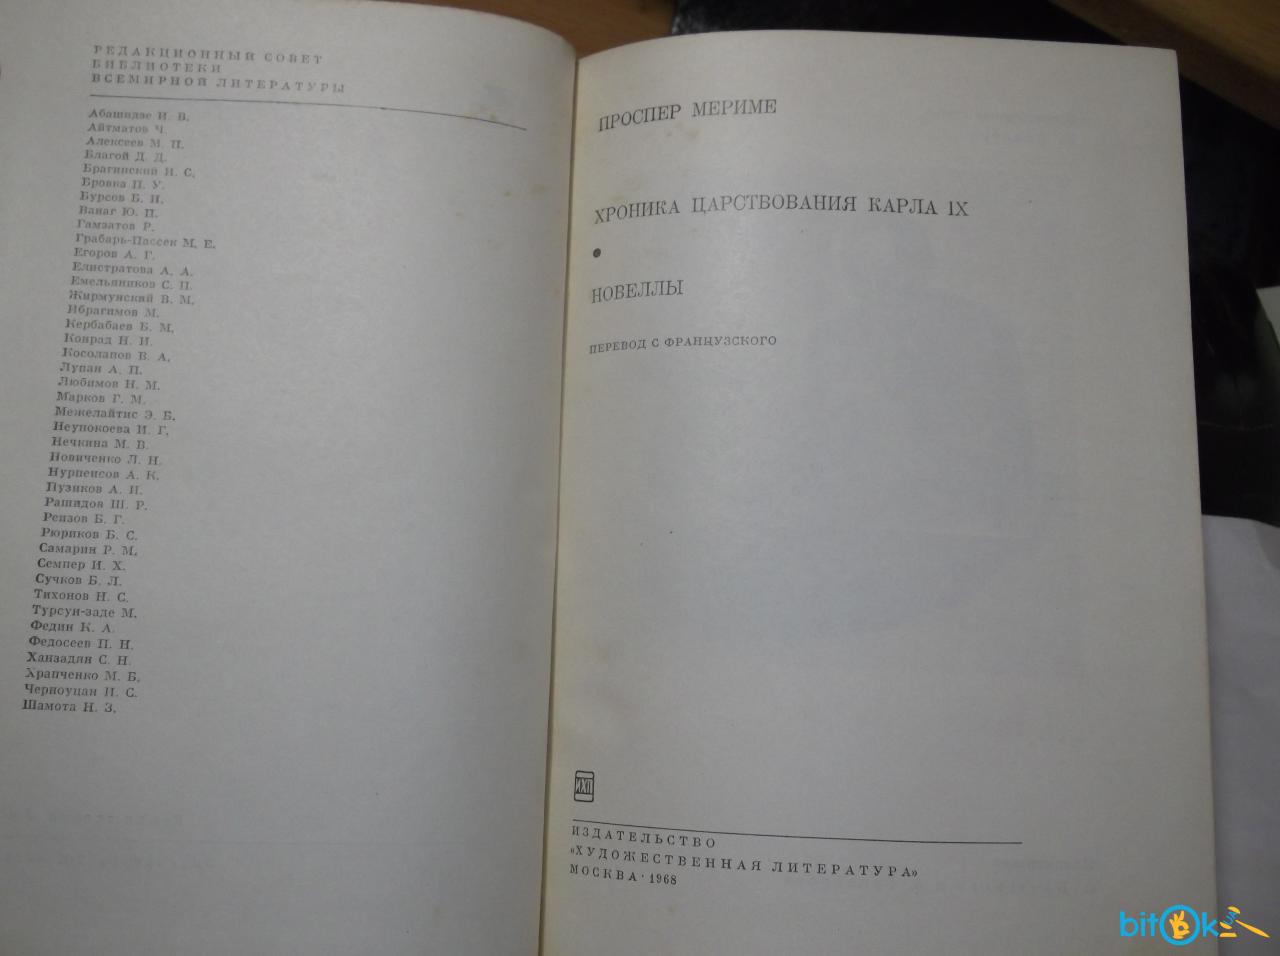 РЕДАКЦИОННЫЙ СОВЕТ
БИБЛИОТЕКИ
ВСЕМИРНОЙ ЛИТЕРАТУРЫ
Абашидзе И. В.
Айтматов Ч.
Алексеев М. П.
Благой Д. Д.
Брагинский И. С.
Бровка П. У.
Бурсов Б. И.
Ванаг Ю. П.
Гамзатов Р.
Грабарь-Пассек М. Е.
Егоров А. Г.
Елистратова А. А.
Емельяников С. П.
Жирмунский В. М.
Ибрагимов М.
Кербабаев Б. М.
Конрад Н. И.
Косолапов В. А.
Лупан А. П.
Любимов Н. М.
Марков Г. М.
Межелайтис Э. Б.
Неупокоева И. Г.
Нечкина М. В.
Новиченко Л. Н.
Нурпеисов А. К.
Пузиков А. И.
Рашидов Ш. Р.
Реизов Б. Г.
Рюриков Б. С.
Самарин Р. М.
Семпер И. Х.
Сучков Б. Л.
Тихонов Н. С.
Турсун-заде М.
Федин К. А.
Федосеев П. Н.
Ханзадян С. Н.
Храпченко М. Б.
Черноуцан И. С.
Шамота Н. З.
ПРОСПЕР МЕРИМЕ
ХРОНИКА ЦАРСТВОВАНИЯ КАРЛА IX
•
НОВЕЛЛЫ
ПЕРЕВОД С ФРАНЦУЗСКОГО
ИХЛ
ИЗДАТЕЛЬСТВО
«ХУДОЖЕСТВЕННАЯ ЛИТЕРАТУРА»
МОСКВА · 1968
bitok